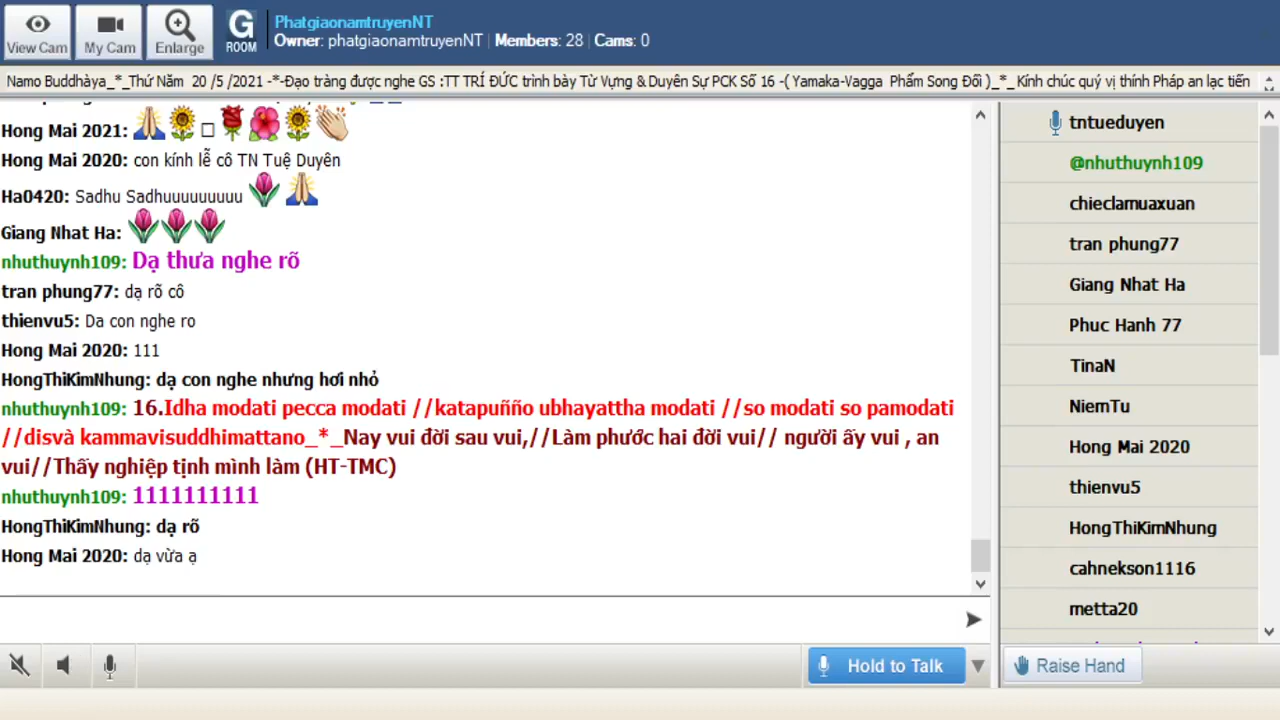 View Cam
My Cam
Enlarge
G
ROOM
PhatgiaonamtruyenNT
Owner: phatgiaonamtruyenNT | Members: 28 | Cams: 0
Namo Buddhàya_*_Thứ Năm 20 /5 /2021 -*-Đạo tràng được nghe GS :TT TRÍ ĐỨC trình bày Từ Vựng & Duyên Sự PCK Số 16 -( Yamaka-Vagga Phẩm Song Đối )_*_ Kính chúc quý vị thính Pháp an lạc tiến
Hong Mai 2021:
Hong Mai 2020: con kính lễ cô TN Tuệ Duyên
Ha0420: Sadhu Sadhuuuuuuuuu
Giang Nhat Ha:
nhuthuynh109: Dạ thưa nghe rõ
tran phung77: dạ rõ cô
thienvu5: Da con nghe ro
Hong Mai 2020: 111
HongThiKimNhung: dạ con nghe nhưng hơi nhỏ
nhuthuynh109: 16.Idha modati pecca modati //katapuñño ubhayattha modati //so modati so pamodati
//disvà kammavisuddhimattano_*_Nay vui đời sau vui,//Làm phước hai đời vui// người ấy vui , an
vui//Thấy nghiệp tịnh mình làm (HT-TMC)
nhuthuynh109: 1111111111
HongThiKimNhung: dạ rõ
Hong Mai 2020: dạ vừa ạ
Hold to Talk
tntueduyen
@nhuthuynh109
chieclamuaxuan
tran phung77
Giang Nhat Ha
Phuc Hanh 77
TinaN
NiemTu
Hong Mai 2020
thienvu5
HongThiKimNhung
cahnekson1116
metta20
Raise Hand